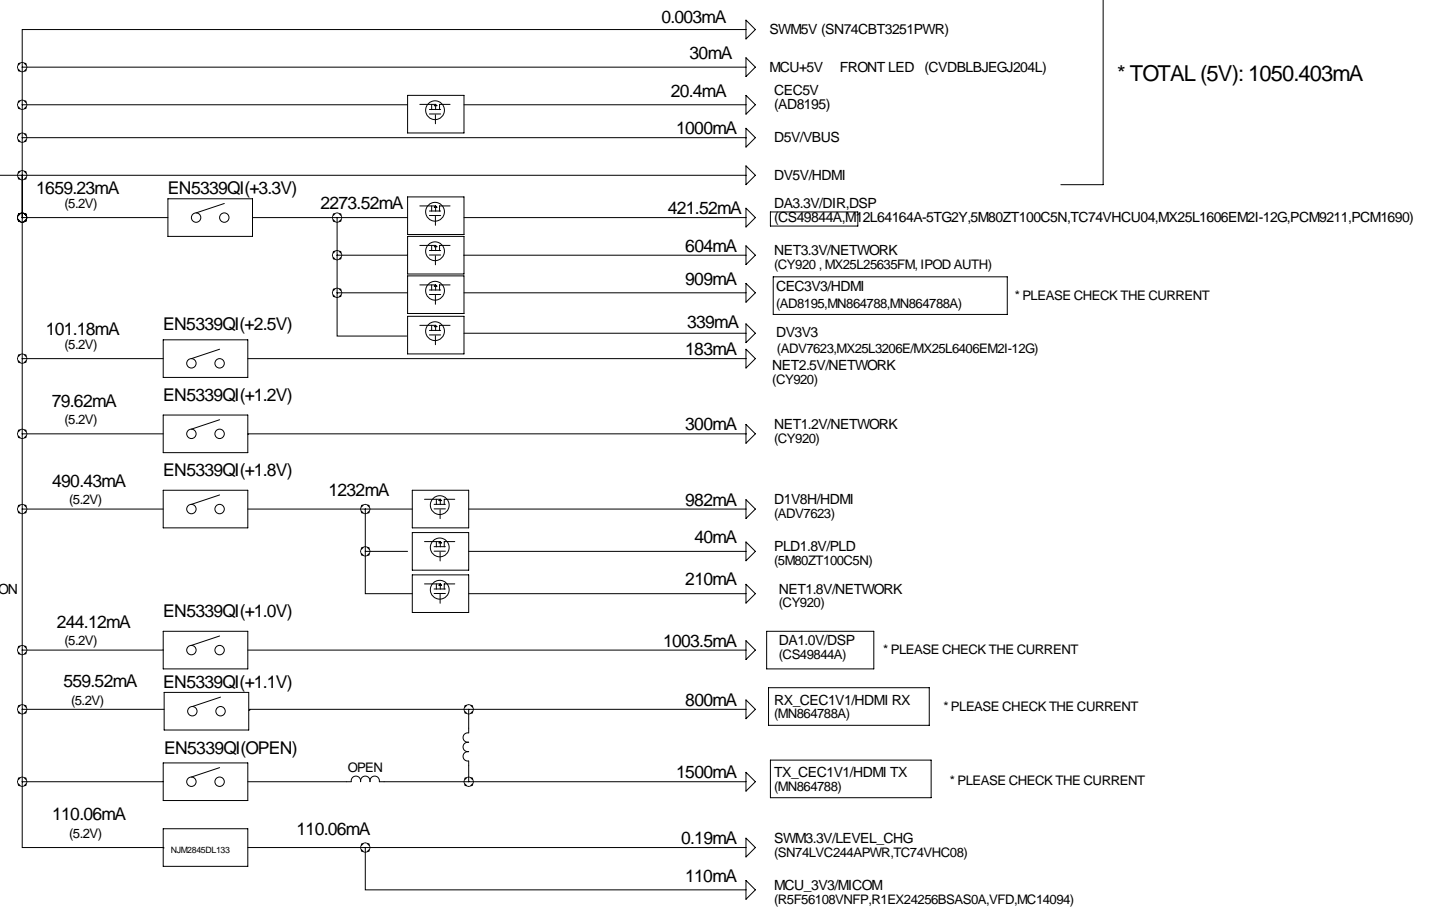 0.003mA
SWM5V (SN74CBT3251PWR)
30mA
MCU+5V FRONT LED (CVDBLBJEGJ204L)
* TOTAL (5V): 1050.403mA
20.4mA
CEC5V
(AD8195)
1000mA
D5V/VBUS
DV5V/HDMI
1659.23mA
(5.2V)
EN5339QI(+3.3V)
2273.52mA
421.52mA
DA3.3V/DIR,DSP
(CS49844A,M12L64164A-5TG2Y,5M80ZT100C5N,TC74VHCU04,MX25L1606EM2I-12G,PCM9211,PCM1690)
604mA
NET3.3V/NETWORK
(CY920 , MX25L25635FM, IPOD AUTH)
909mA
CEC3V3/HDMI
(AD8195,MN864788,MN864788A)
* PLEASE CHECK THE CURRENT
339mA
DV3V3
(ADV7623,MX25L3206E/MX25L6406EM2I-12G)
101.18mA
(5.2V)
EN5339QI(+2.5V)
183mA
NET2.5V/NETWORK
(CY920)
79.62mA
(5.2V)
EN5339QI(+1.2V)
300mA
NET1.2V/NETWORK
(CY920)
490.43mA
(5.2V)
EN5339QI(+1.8V)
1232mA
982mA
D1V8H/HDMI
(ADV7623)
40mA
PLD1.8V/PLD
(5M80ZT100C5N)
210mA
NET1.8V/NETWORK
(CY920)
ON
244.12mA
(5.2V)
EN5339QI(+1.0V)
1003.5mA
DA1.0V/DSP
(CS49844A)
* PLEASE CHECK THE CURRENT
559.52mA
(5.2V)
EN5339QI(+1.1V)
800mA
RX_CEC1V1/HDMI RX
(MN864788A)
* PLEASE CHECK THE CURRENT
EN5339QI(OPEN)
OPEN
1500mA
TX_CEC1V1/HDMI TX
(MN864788)
* PLEASE CHECK THE CURRENT
110.06mA
(5.2V)
NJM2845DL133
110.06mA
0.19mA
SWM3.3V/LEVEL_CHG
(SN74LVC244APWR,TC74VHC08)
110mA
MCU_3V3/MICOM
(R5F56108VNFP,R1EX24256BSAS0A,VFD,MC14094)